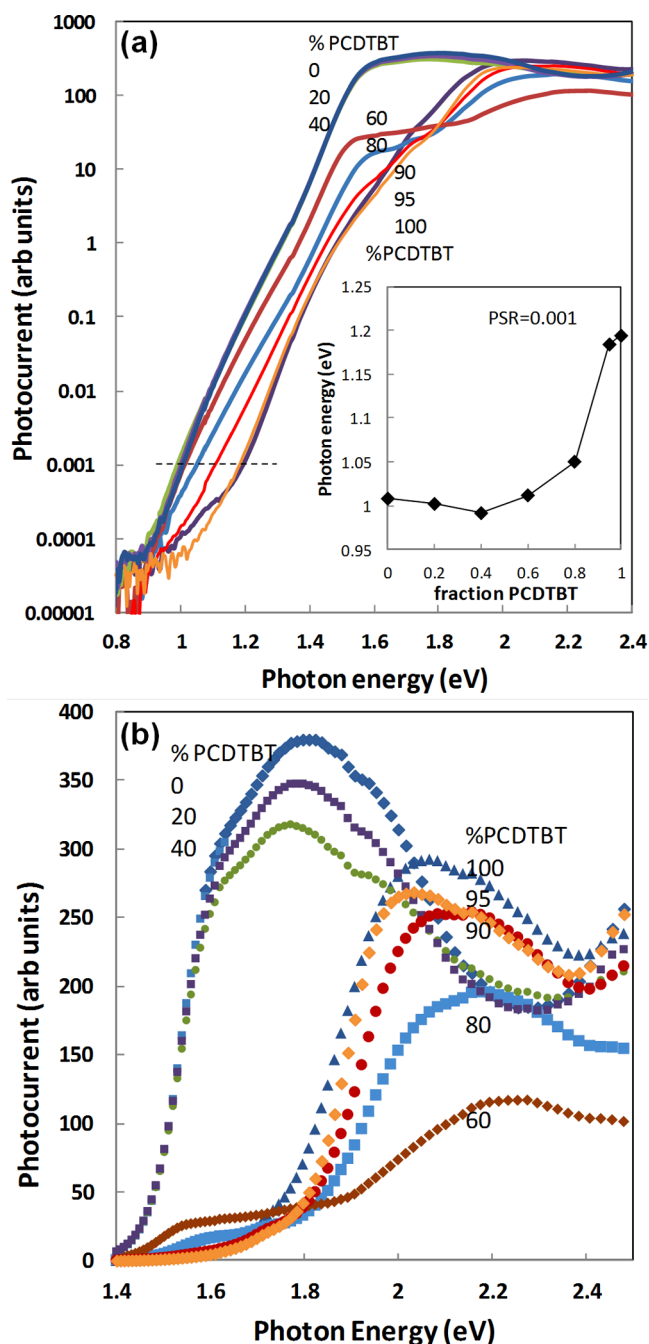 (a)
1000
100
10
1
0.1
0.01
0.001
0.0001
0.00001
Photocurrent (arb units)
% PCDTBT
0
20
40
60
80
90
95
100
%PCDTBT
1.25
1.2
1.15
1.1
1.05
1
0.95
Photon energy (eV)
PSR=0.001
0 0.2 0.4 0.6 0.8 1
fraction PCDTBT
0.8 1 1.2 1.4 1.6 1.8 2 2.2 2.4
Photon energy (eV)
(b)
400
350
300
250
200
150
100
50
0
Photocurrent (arb units)
% PCDTBT
0
20
40
%PCDTBT
100
95
90
80
60
1.4 1.6 1.8 2 2.2 2.4
Photon Energy (eV)